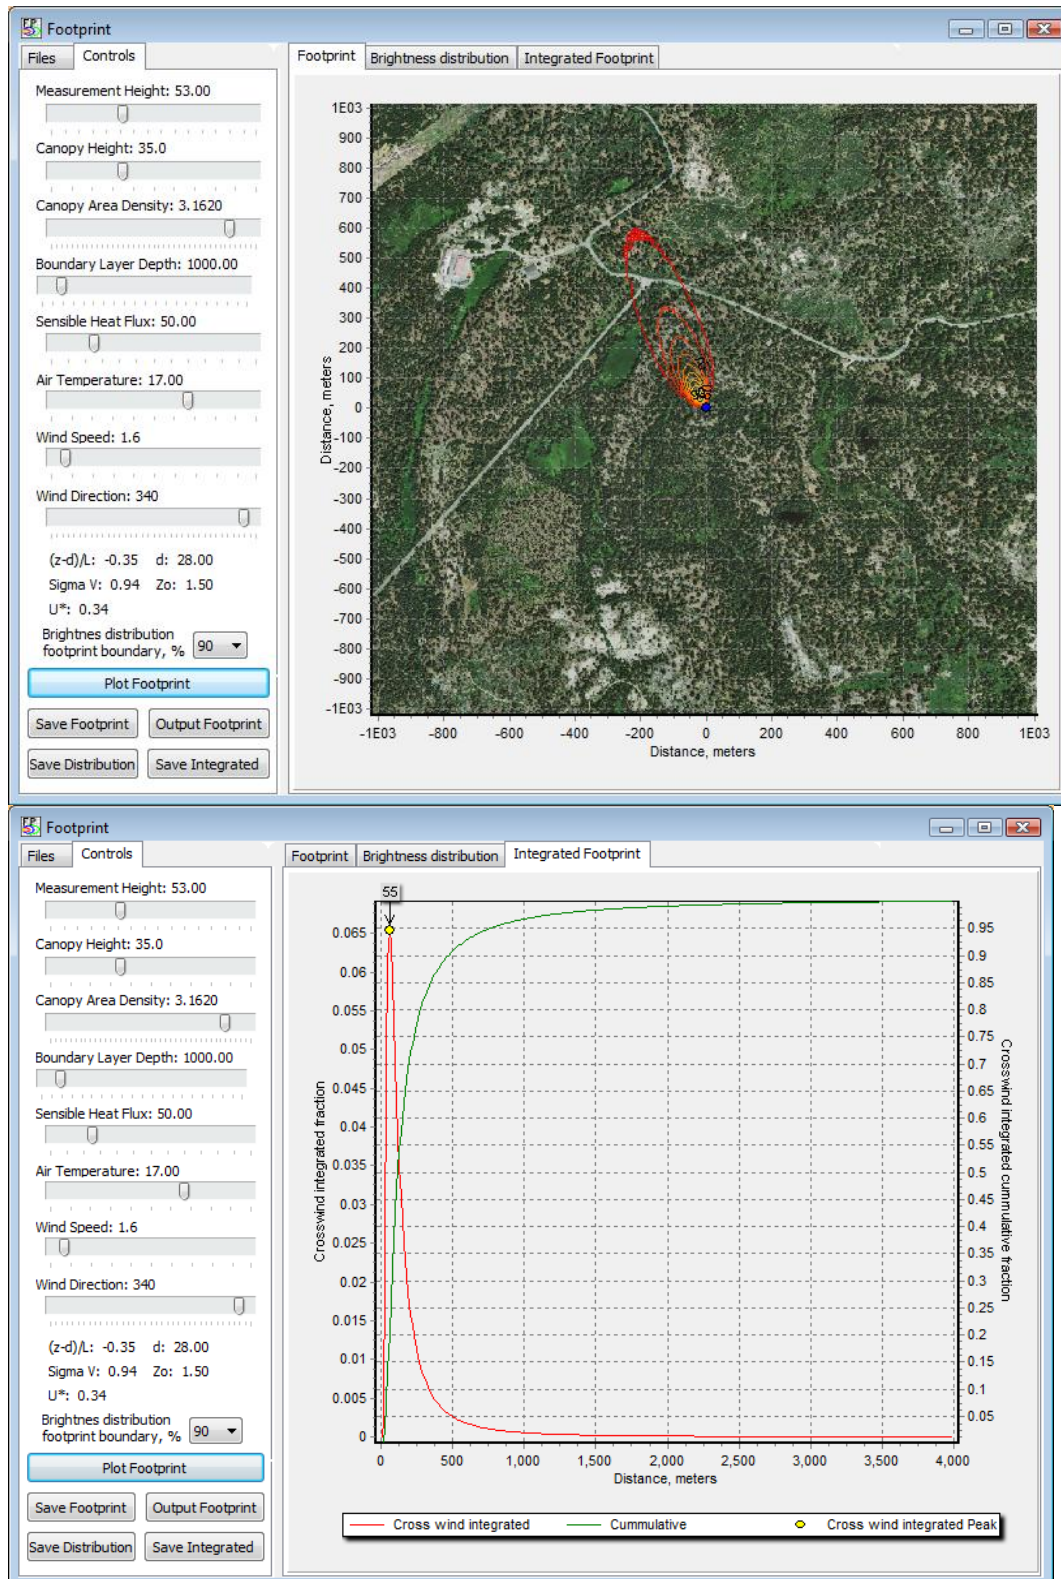 Footprint
Files Controls
Measurement Height: 53.00
Canopy Height: 35.0
Canopy Area Density: 3.1620
Boundary Layer Depth: 1000.00
Sensible Heat Flux: 50.00
Air Temperature: 17.00
Wind Speed: 1.6
Wind Direction: 340
(z-d)/L: -0.35 d: 28.00
Sigma V: 0.94 Zo: 1.50
U*: 0.34
Brightnes distribution
footprint boundary, % 90
Plot Footprint
Save Footprint Output Footprint
Save Distribution Save Integrated
Footprint Brightness distribution Integrated Footprint
1E03
900
800
700
600
500
400
300
200
100
0
-100
-200
-300
-400
-500
-600
-700
-800
-900
-1E03
Distance, meters
-1E03 -800 -600 -400 -200 0 200 400 600 800 1E03
Distance, meters
Footprint
Files Controls
Measurement Height: 53.00
Canopy Height: 35.0
Canopy Area Density: 3.1620
Boundary Layer Depth: 1000.00
Sensible Heat Flux: 50.00
Air Temperature: 17.00
Wind Speed: 1.6
Wind Direction: 340
(z-d)/L: -0.35 d: 28.00
Sigma V: 0.94 Zo: 1.50
U*: 0.34
Brightnes distribution
footprint boundary, % 90
Plot Footprint
Save Footprint Output Footprint
Save Distribution Save Integrated
Footprint Brightness distribution Integrated Footprint
55
0.065
0.06
0.055
0.05
0.045
0.04
0.035
0.03
0.025
0.02
0.015
0.01
0.005
0
Crosswind integrated fraction
0.95
0.9
0.85
0.8
0.75
0.7
0.65
0.6
0.55
0.5
0.45
0.4
0.35
0.3
0.25
0.2
0.15
0.1
0.05
Crosswind integrated cummulative fraction
0 500 1,000 1,500 2,000 2,500 3,000 3,500 4,000
Distance, meters
Cross wind integrated Cummulative Cross wind integrated Peak